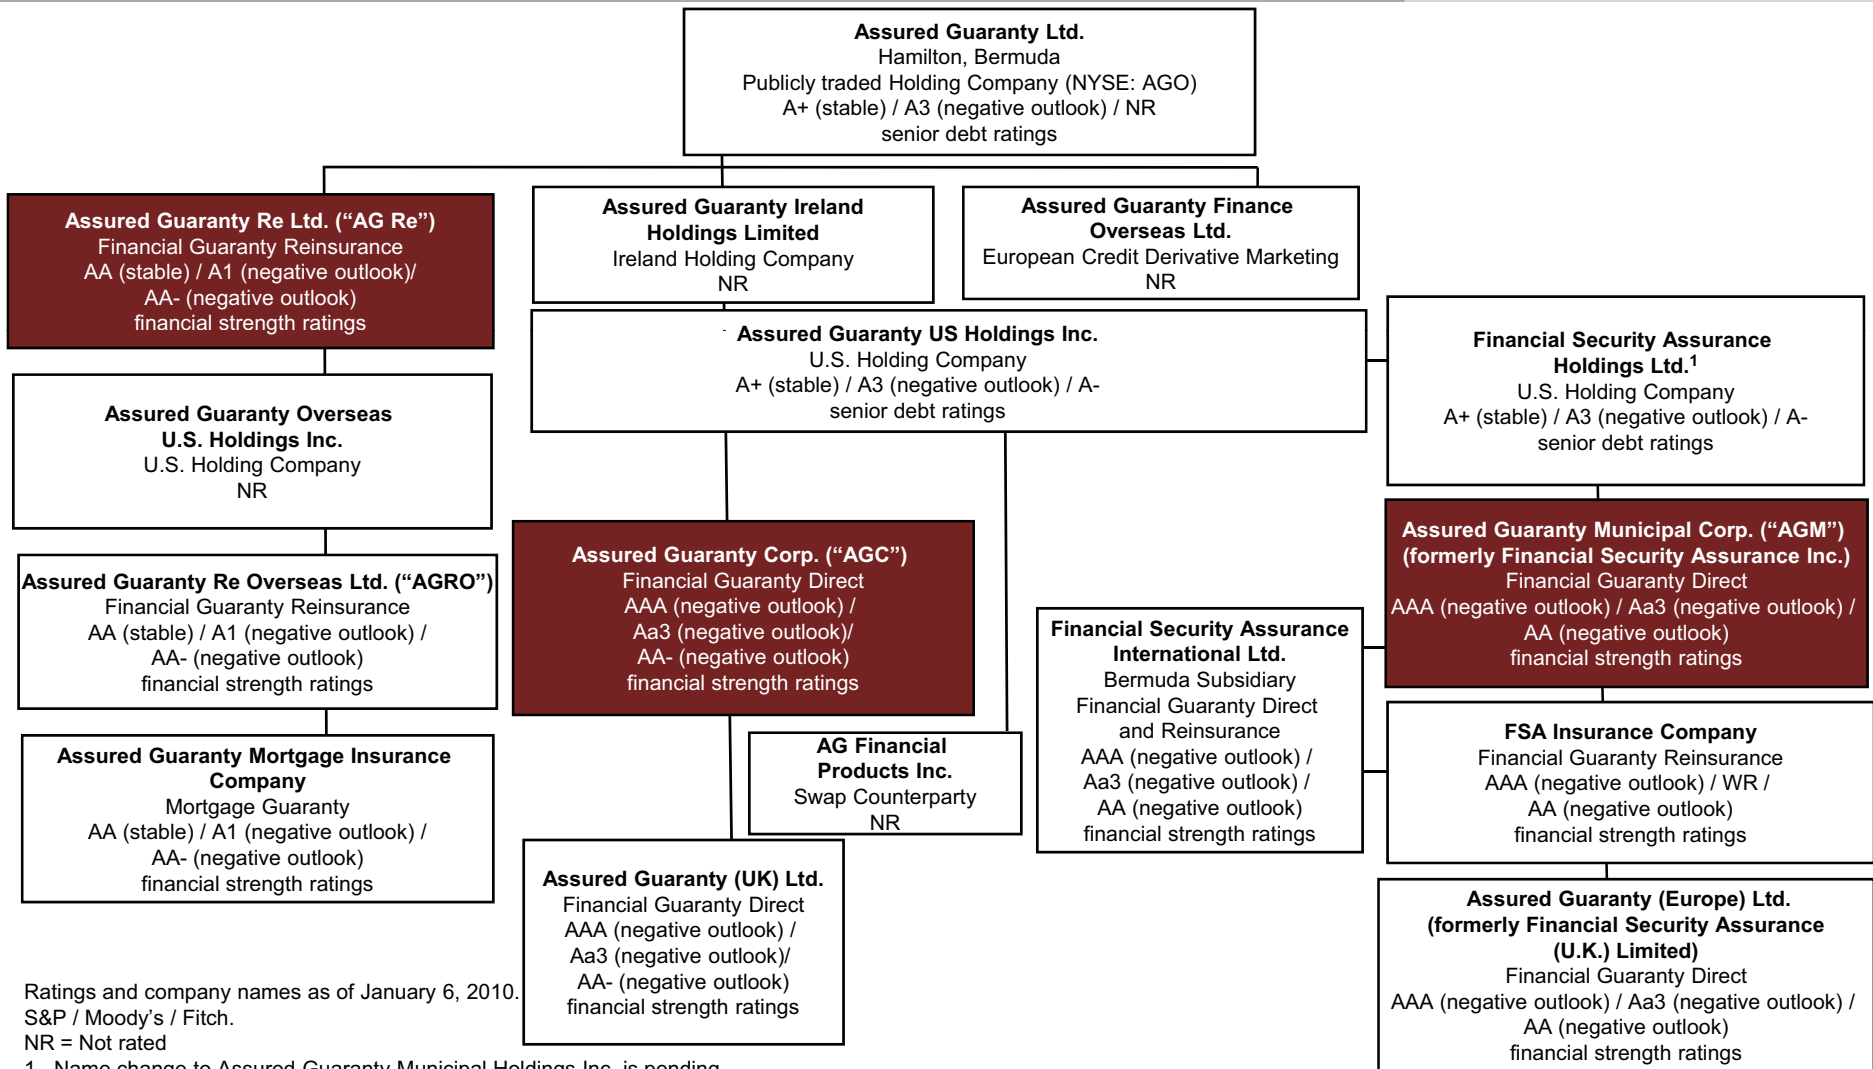 Assured Guaranty Ltd.
Hamilton, Bermuda
Publicly traded Holding Company (NYSE: AGO)
A+ (stable) / A3 (negative outlook) / NR
senior debt ratings
Assured Guaranty Re Ltd. (“AG Re”)
Financial Guaranty Reinsurance
AA (stable) / A1 (negative outlook)/
AA- (negative outlook)
financial strength ratings
Assured Guaranty Ireland
Holdings Limited
Ireland Holding Company
NR
Assured Guaranty Finance
Overseas Ltd.
European Credit Derivative Marketing
NR
Assured Guaranty US Holdings Inc.
U.S. Holding Company
A+ (stable) / A3 (negative outlook) / A-
senior debt ratings
Financial Security Assurance
Holdings Ltd.1
U.S. Holding Company
A+ (stable) / A3 (negative outlook) / A-
senior debt ratings
Assured Guaranty Overseas
U.S. Holdings Inc.
U.S. Holding Company
NR
Assured Guaranty Corp. (“AGC”)
Financial Guaranty Direct
AAA (negative outlook) /
Aa3 (negative outlook)/
AA- (negative outlook)
financial strength ratings
Assured Guaranty Municipal Corp. (“AGM”)
(formerly Financial Security Assurance Inc.)
Financial Guaranty Direct
AAA (negative outlook) / Aa3 (negative outlook) /
AA (negative outlook)
financial strength ratings
Assured Guaranty Re Overseas Ltd. (“AGRO”)
Financial Guaranty Reinsurance
AA (stable) / A1 (negative outlook) /
AA- (negative outlook)
financial strength ratings
Financial Security Assurance
International Ltd.
Bermuda Subsidiary
Financial Guaranty Direct
and Reinsurance
AAA (negative outlook) /
Aa3 (negative outlook) /
AA (negative outlook)
financial strength ratings
FSA Insurance Company
Financial Guaranty Reinsurance
AAA (negative outlook) / WR /
AA (negative outlook)
financial strength ratings
Assured Guaranty Mortgage Insurance
Company
Mortgage Guaranty
AA (stable) / A1 (negative outlook) /
AA- (negative outlook)
financial strength ratings
AG Financial
Products Inc.
Swap Counterparty
NR
Assured Guaranty (UK) Ltd.
Financial Guaranty Direct
AAA (negative outlook) /
Aa3 (negative outlook)/
AA- (negative outlook)
financial strength ratings
Assured Guaranty (Europe) Ltd.
(formerly Financial Security Assurance
(U.K.) Limited)
Financial Guaranty Direct
AAA (negative outlook) / Aa3 (negative outlook) /
AA (negative outlook)
financial strength ratings
Ratings and company names as of January 6, 2010.
S&P / Moody’s / Fitch.
NR = Not rated
1. Name change to Assured Guaranty Municipal Holdings Inc. is pending